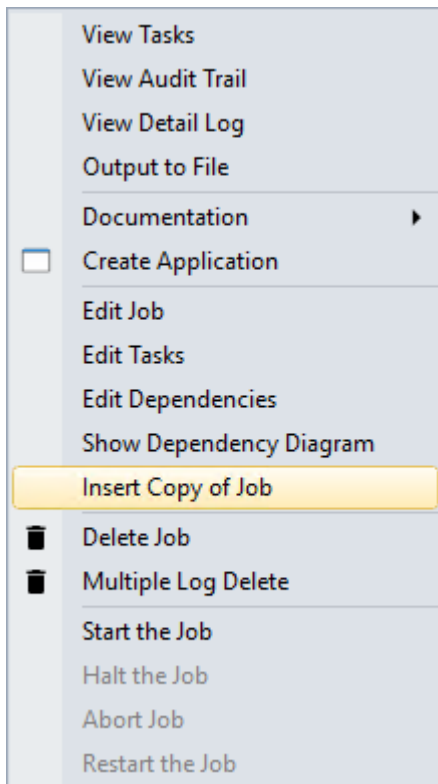 View Tasks
View Audit Trail
View Detail Log
Output to File
Documentation
Create Application
Edit Job
Edit Tasks
Edit Dependencies
Show Dependency Diagram
Insert Copy of Job
Delete Job
Multiple Log Delete
Start the Job
Halt the Job
Abort Job
Restart the Job